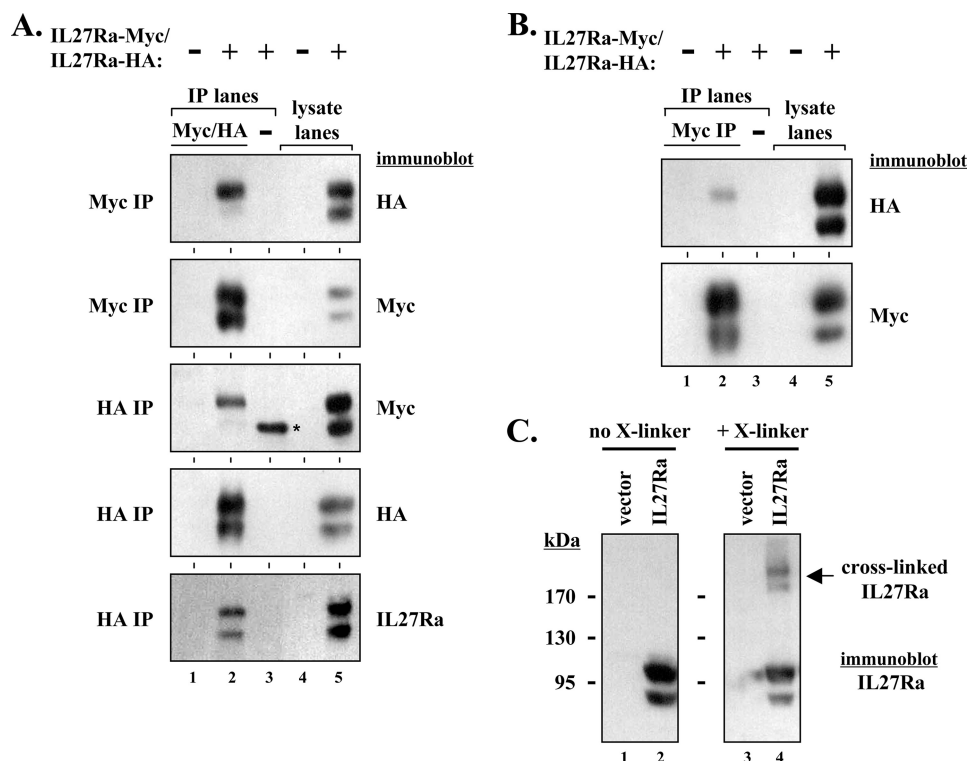 A.
IL27Ra-Myc/
IL27Ra-HA: - + + - +
IP lanes
lysate
lanes
Myc/HA -
immunoblot
Myc IP HA
Myc IP Myc
HA IP * Myc
HA IP HA
HA IP IL27Ra
1 2 3 4 5
B.
IL27Ra-Myc/
IL27Ra-HA: - + + - +
IP lanes
lysate
lanes
Myc IP -
immunoblot
HA
Myc
1 2 3 4 5
C.
no X-linker + X-linker
vector IL27Ra vector IL27Ra
kDa
cross-linked
IL27Ra
170 - -
130 - -
immunoblot
IL27Ra
95 - -
1 2 3 4